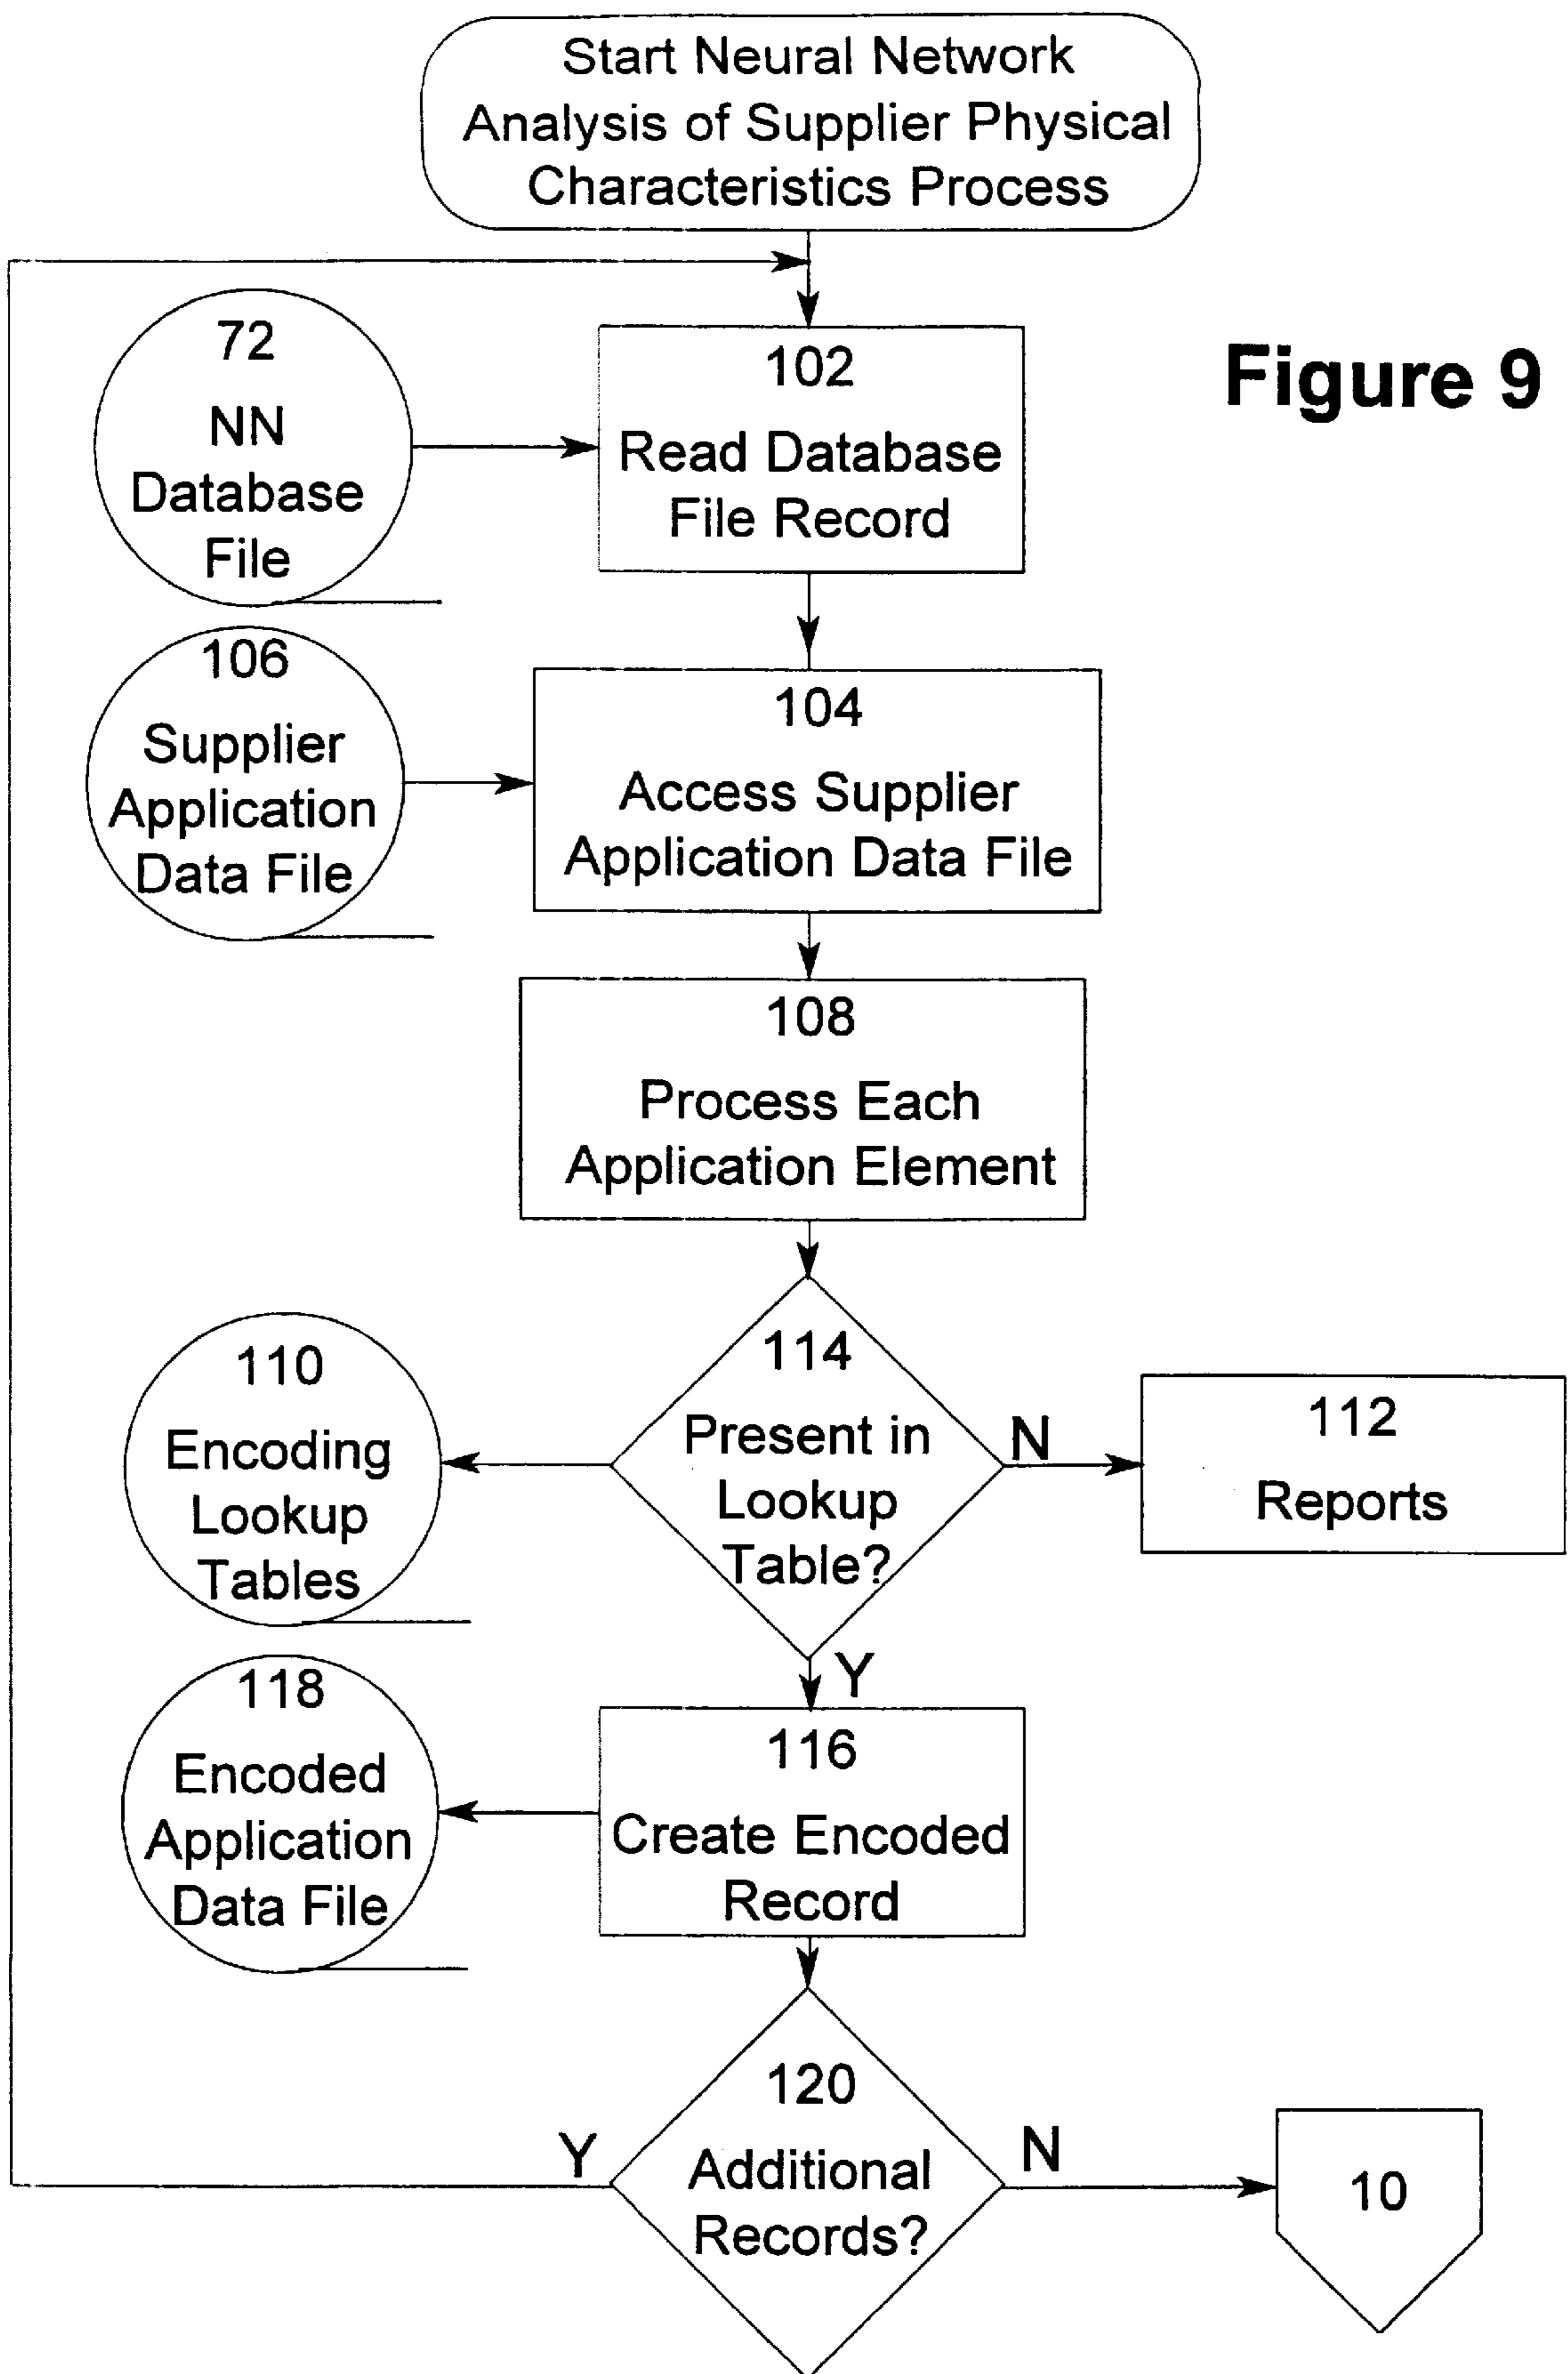 Start Neural Network
Analysis of Supplier Physical
Characteristics Process
Figure 9
72
NN
Database
File
102
Read Database
File Record
106
Supplier
Application
Data File
104
Access Supplier
Application Data File
108
Process Each
Application Element
110
Encoding
Lookup
Tables
114
Present in
Lookup
Table?
N
112
Reports
Y
118
Encoded
Application
Data File
116
Create Encoded
Record
Y
120
Additional
Records?
N
10